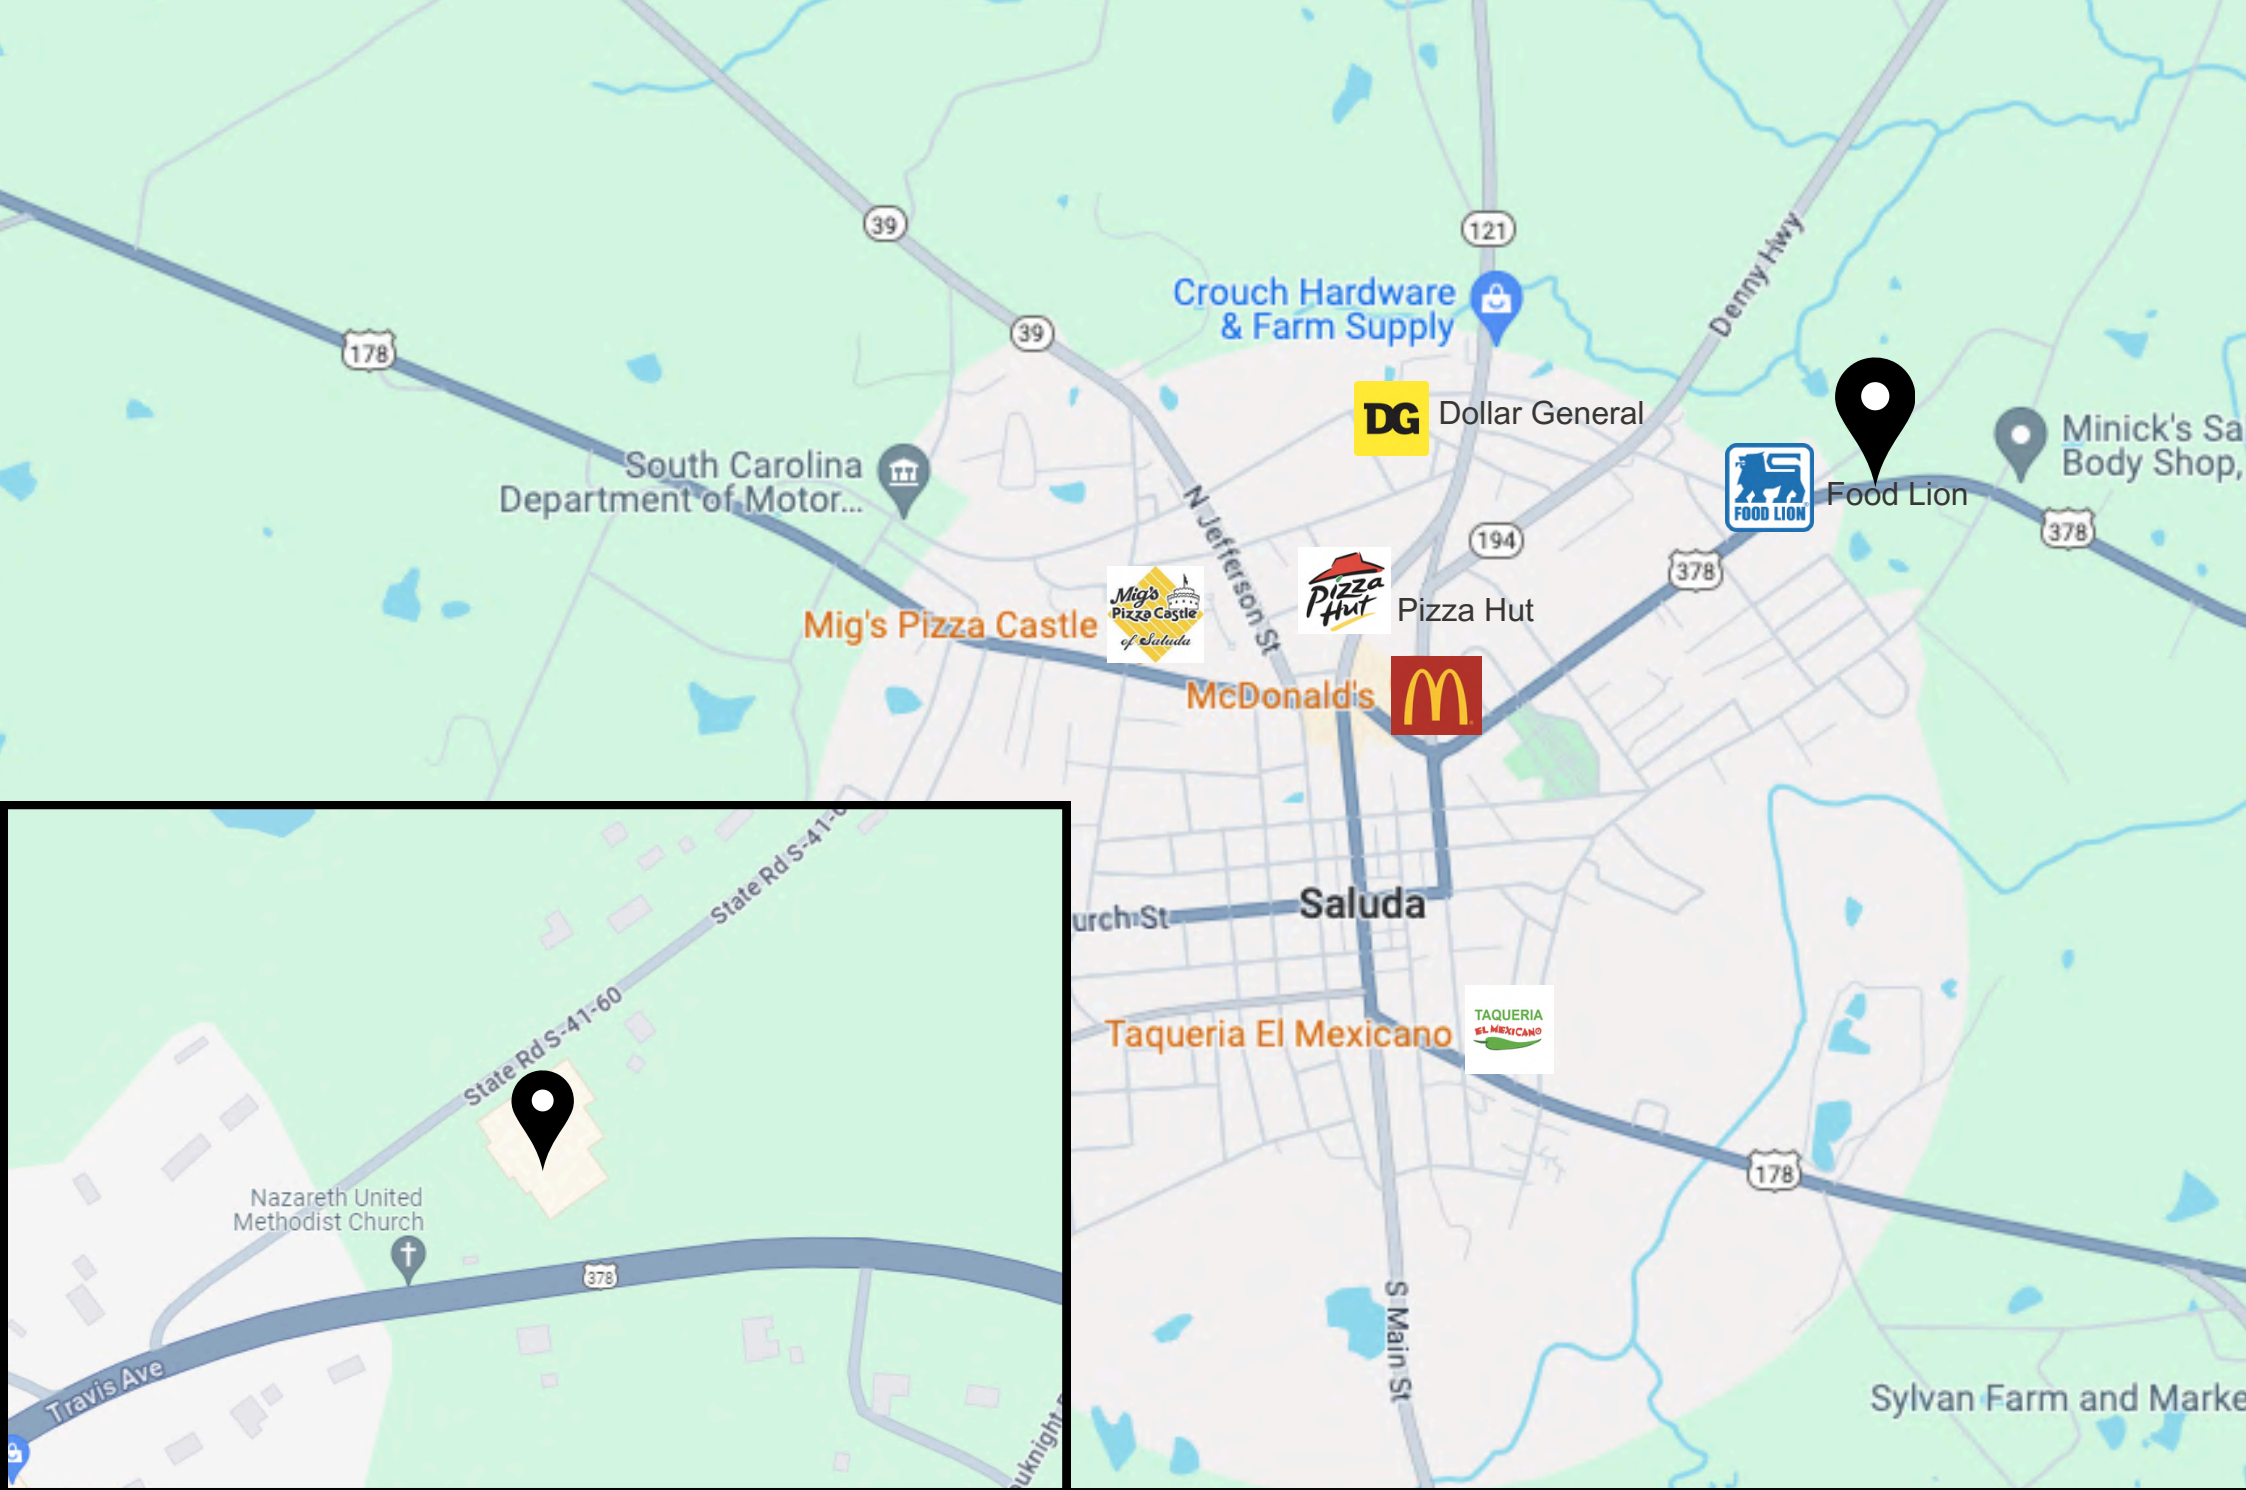 39
121
Denny Hwy
Crouch Hardware
& Farm Supply
39
178
DG
Dollar General
Minick's Sa
Body Shop,
South Carolina
Department of Motor...
FOOD LION
Food Lion
378
N Jefferson St
194
378
Mig's Pizza Castle
Mig's
Pizza Castle
of Saluda
Pizza
Hut
Pizza Hut
McDonald's
Saluda
urch St
Taqueria El Mexicano
TAQUERIA
EL MEXICANO
178
S Main St
Sylvan Farm and Marke
State Rd S-41-6
State Rd S-41-60
Nazareth United
Methodist Church
378
Travis Ave
uknight